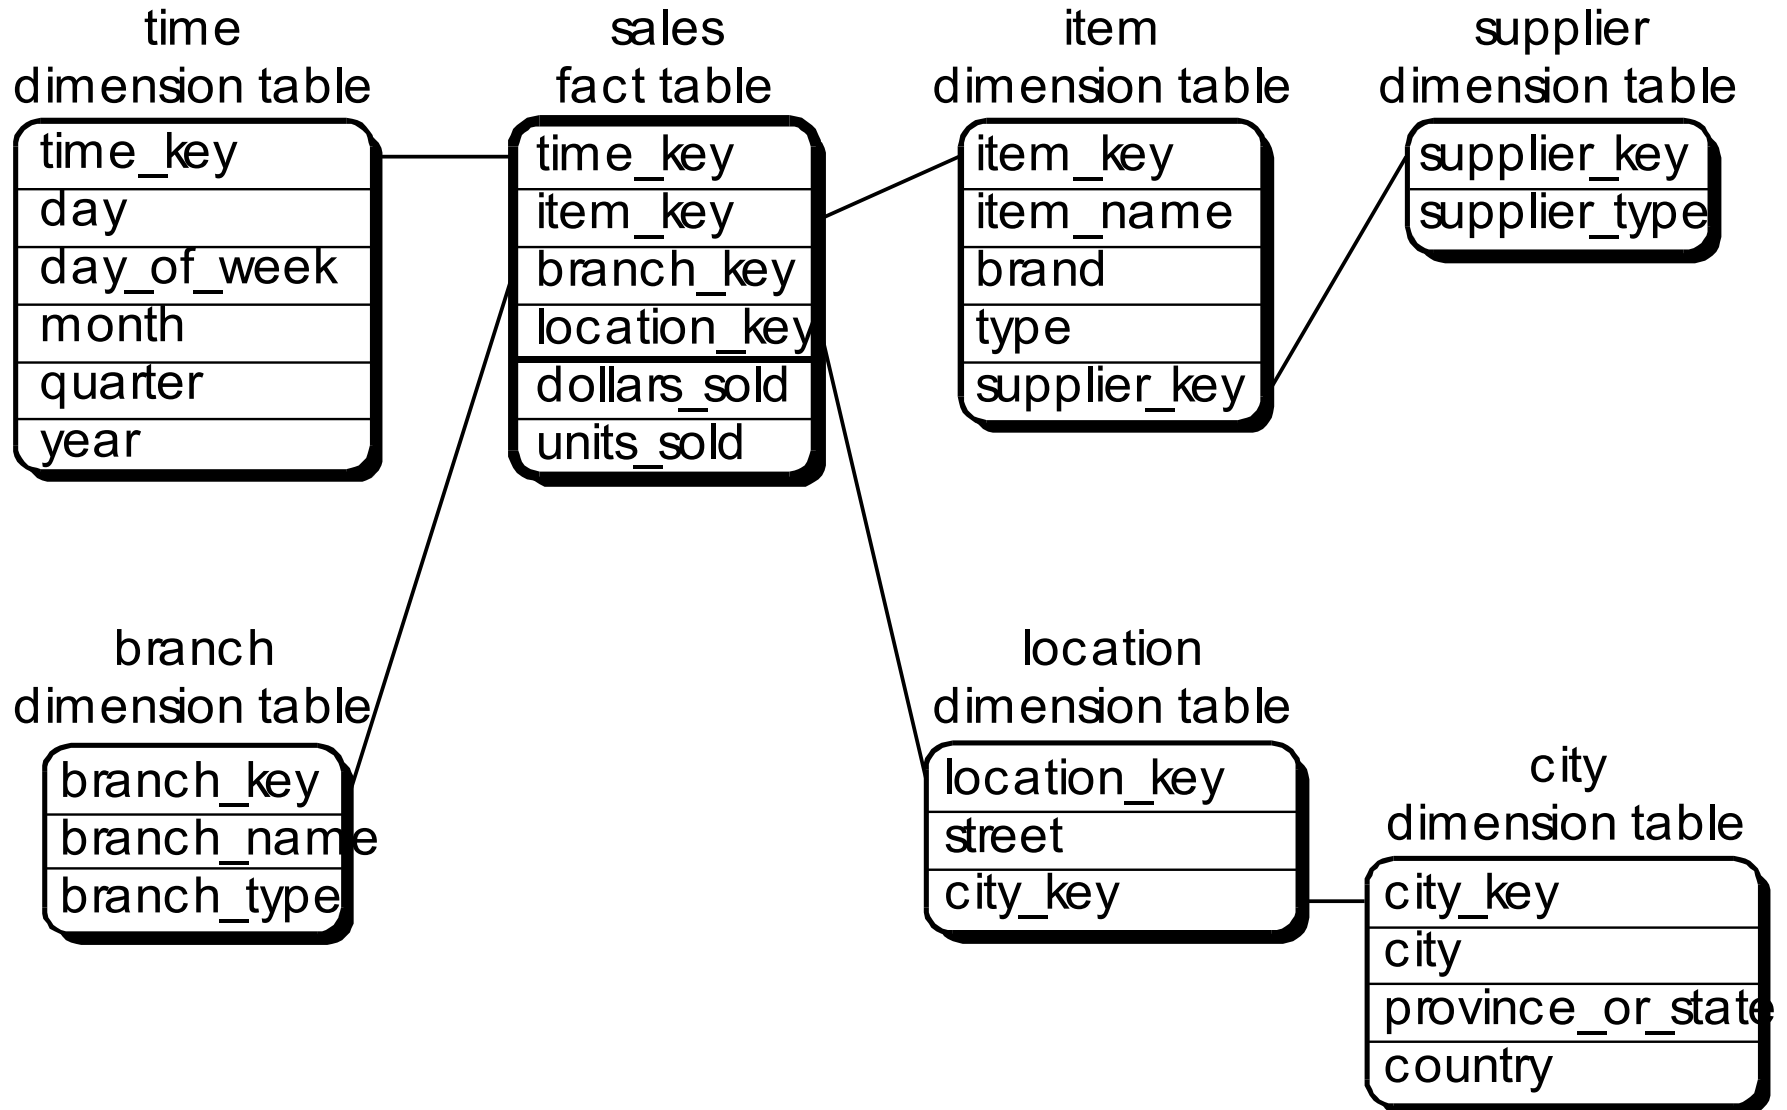 time
dimension table
time_key
day
day_of_week
month
quarter
year
sales
fact table
time_key
item_key
branch_key
location_key
dollars_sold
units_sold
item
dimension table
item_key
item_name
brand
type
supplier_key
supplier
dimension table
supplier_key
supplier_type
branch
dimension table
branch_key
branch_name
branch_type
location
dimension table
location_key
street
city_key
city
dimension table
city_key
city
province_or_state
country